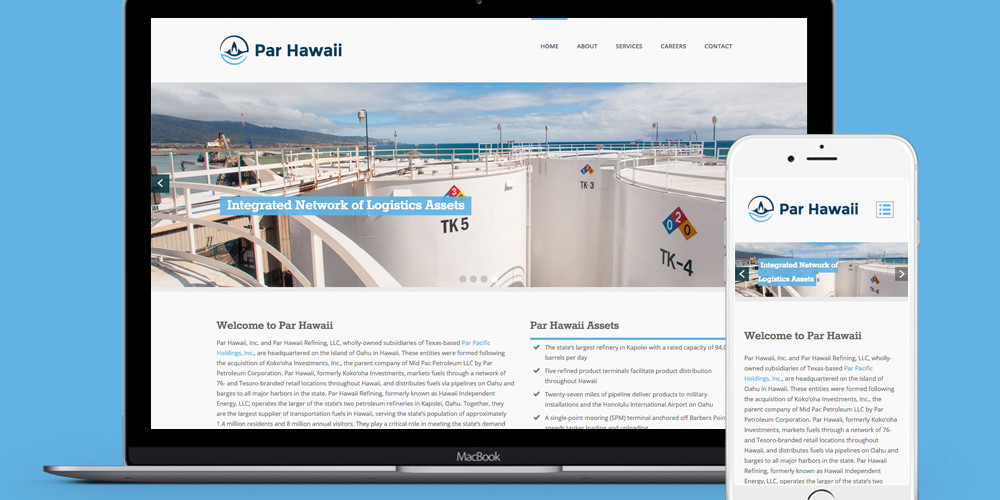 Par Hawaii
HOME ABOUT SERVICES CAREERS CONTACT
3
TK 5
TK-3
0 2 0
TK-4
Integrated Network of Logistics Assets
Welcome to Par Hawaii
Par Hawaii, Inc. and Par Hawaii Refining, LLC, wholly-owned subsidiaries of Texas-based Par Pacific
Holdings, Inc., are headquartered on the island of Oahu in Hawaii. These entities were formed following
the acquisition of Koko‘oha Investments, Inc., the parent company of Mid Pac Petroleum LLC by Par
Petroleum Corporation. Par Hawaii, formerly Koko‘oha Investments, markets fuels through a network of
76- and Tesoro-branded retail locations throughout Hawaii, and distributes fuels via pipelines on Oahu and
barges to all major harbors in the state. Par Hawaii Refining, formerly known as Hawaii Independent
Energy, LLC, operates the larger of the state’s two petroleum refineries in Kapolei, Oahu. Together, they
are the largest supplier of transportation fuels in Hawaii, serving the state’s population of approximately
1.4 million residents and 8 million annual visitors. They play a critical role in meeting the state’s demand
Par Hawaii Assets
The state’s largest refinery in Kapolei with a rated capacity of 94,0
barrels per day
Five refined product terminals facilitate product distribution
throughout Hawaii
Twenty-seven miles of pipeline deliver products to military
installations and the Honolulu International Airport on Oahu
A single-point mooring (SPM) terminal anchored off Barbers Poin
speeds tanker loading and unloading
MacBook
Par Hawaii
Integrated Network of
Logistics Assets
TK-4
Welcome to Par Hawaii
Par Hawaii, Inc. and Par Hawaii Refining, LLC, wholly-
owned subsidiaries of Texas-based Par Pacific
Holdings, Inc., are headquartered on the island of
Oahu in Hawaii. These entities were formed following
the acquisition of Koko‘oha Investments, Inc., the
parent company of Mid Pac Petroleum LLC by Par
Petroleum Corporation. Par Hawaii, formerly Koko‘oha
Investments, markets fuels through a network of 76-
and Tesoro-branded retail locations throughout
Hawaii, and distributes fuels via pipelines on Oahu and
barges to all major harbors in the state. Par Hawaii
Refining, formerly known as Hawaii Independent
Energy, LLC, operates the larger of the state’s two